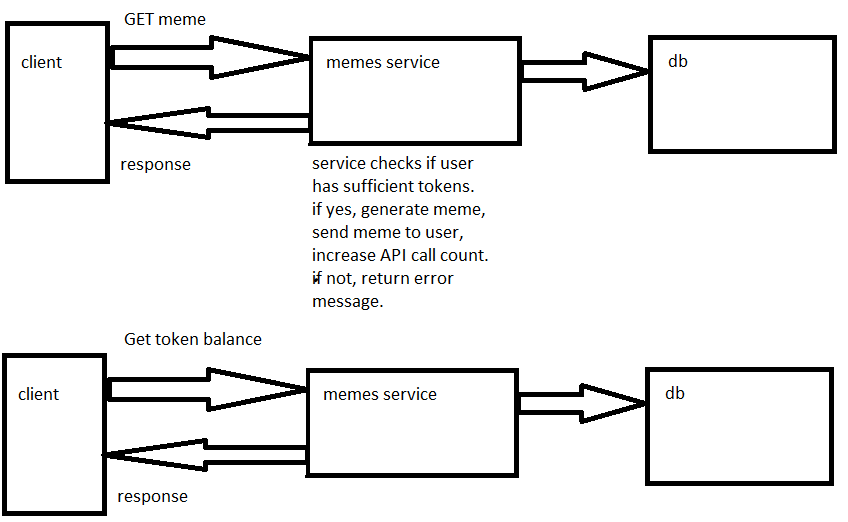 GET meme
client
memes service
db
response
service checks if user
has sufficient tokens.
if yes, generate meme,
send meme to user,
increase API call count.
if not, return error
message.
Get token balance
client
memes service
db
response